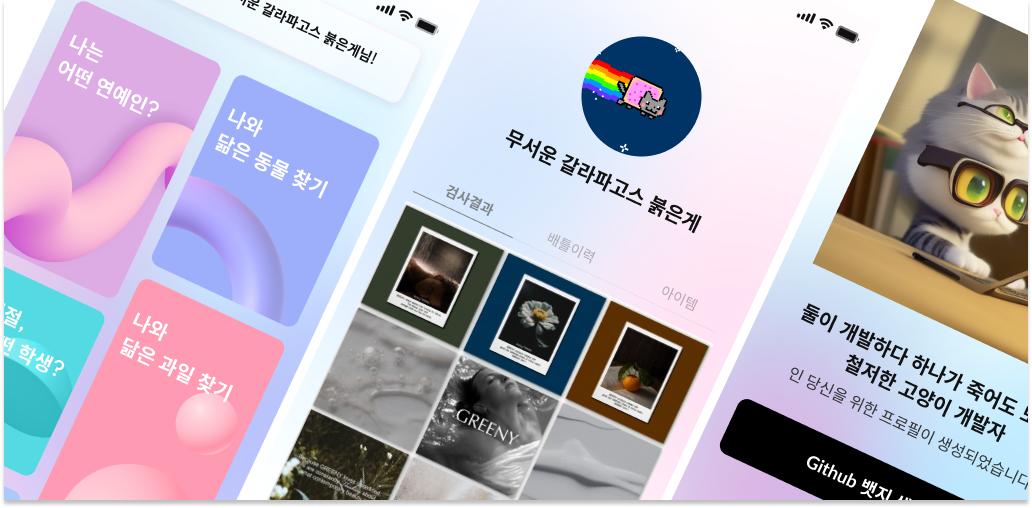 갈라파고스 붉은게님!
나는
어떤 연예인?
나와
닮은 동물 찾기
학생?
나와
닮은 과일 찾기
무서운 갈라파고스 붉은게
검사결과
배틀이력
아이템
GREENY
둘이 개발하다 하나가 죽어도
철저한 고양이 개발자
인 당신을 위한 프로필이 생성되었습니다
Github 뱃지